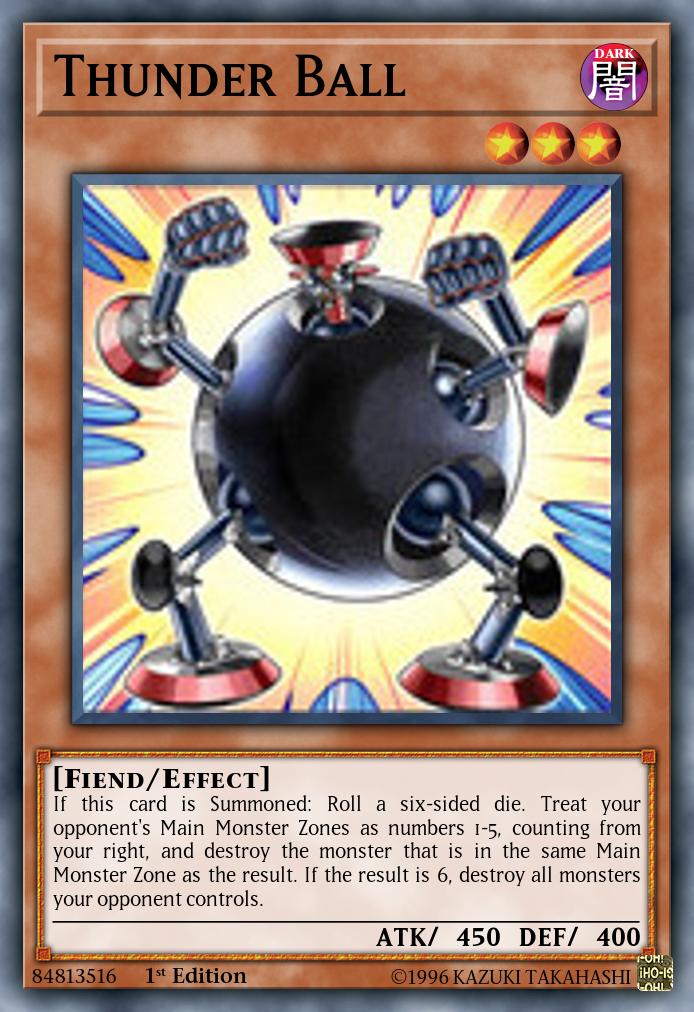 Thunder Ball
DARK
闇
[Fiend/Effect]
If this card is Summoned: Roll a six-sided die. Treat your
opponent's Main Monster Zones as numbers 1-5, counting from
your right, and destroy the monster that is in the same Main
Monster Zone as the result. If the result is 6, destroy all monsters
your opponent controls.
ATK/ 450 DEF/ 400
84813516 1st Edition ©1996 KAZUKI TAKAHASHI